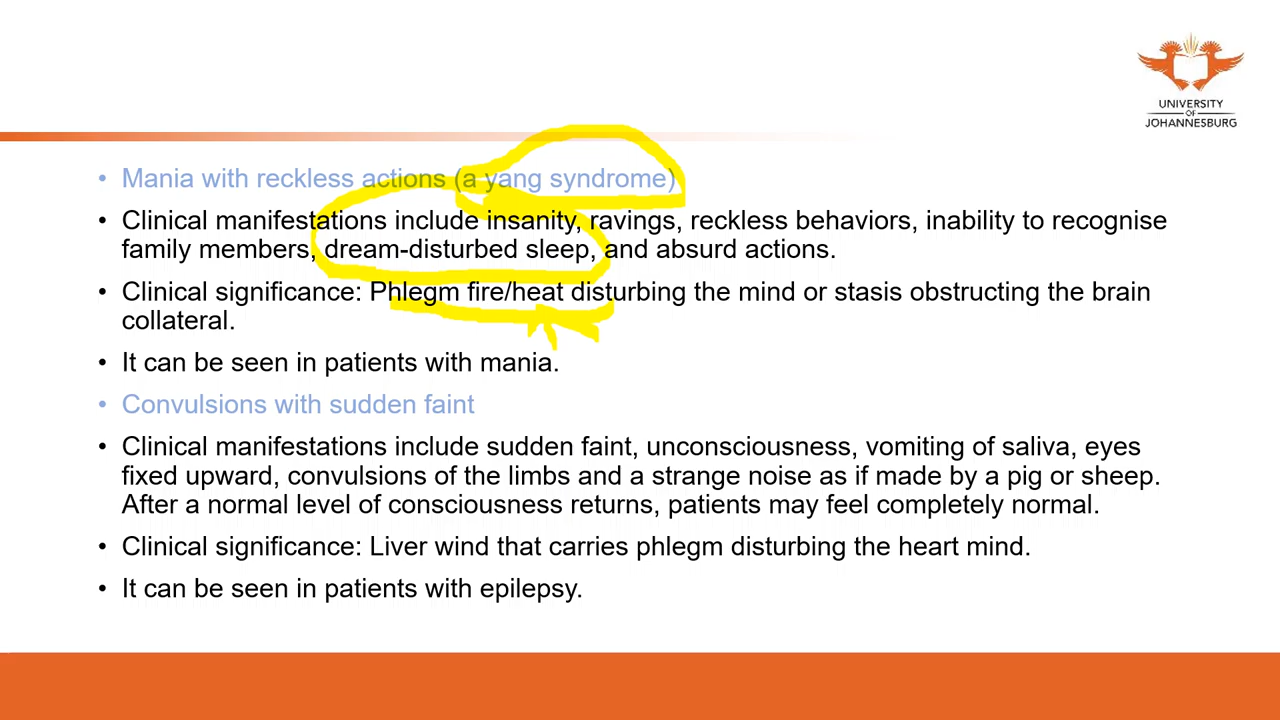 UNIVERSITY
OF
JOHANNESBURG
• Mania with reckless actions (a yang syndrome)
• Clinical manifestations include insanity, ravings, reckless behaviors, inability to recognise
family members, dream-disturbed sleep, and absurd actions.
• Clinical significance: Phlegm fire/heat disturbing the mind or stasis obstructing the brain
collateral.
• It can be seen in patients with mania.
• Convulsions with sudden faint
• Clinical manifestations include sudden faint, unconsciousness, vomiting of saliva, eyes
fixed upward, convulsions of the limbs and a strange noise as if made by a pig or sheep.
After a normal level of consciousness returns, patients may feel completely normal.
• Clinical significance: Liver wind that carries phlegm disturbing the heart mind.
• It can be seen in patients with epilepsy.